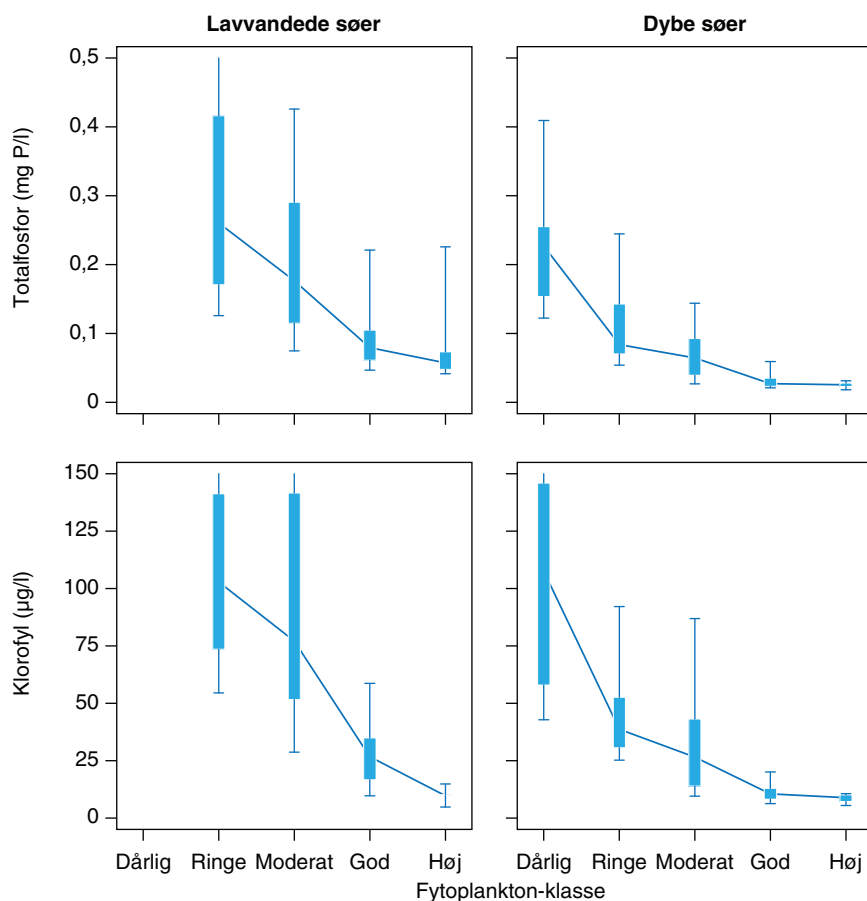 Lavvandede søer
Dybe søer
Totalfosfor (mg P/l)
0,5
0,4
0,3
0,2
0,1
0
Klorofyl (µg/l)
150
125
100
75
50
25
0
Dårlig Ringe Moderat God Høj
Dårlig Ringe Moderat God Høj
Fytoplankton-klasse